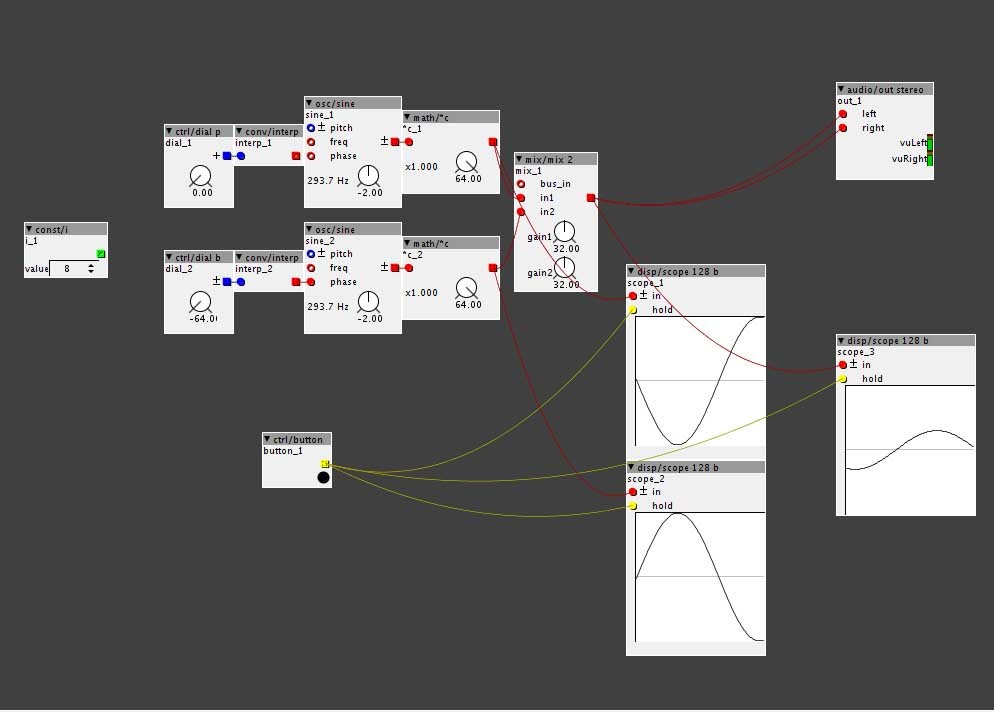 audio/out stereo
out_1
left
right
vuLeft
vuRight
osc/sine
sine_1
± pitch
freq ±
phase
293.7 Hz
-2.00
math/*c
*c_1
x1.000
64.00
ctrl/dial p
dial_1
+
0.00
conv/interp
interp_1
mix/mix 2
mix_1
bus_in
in1
in2
gain1
32.00
gain2
32.00
const/i
i_1
value 8
osc/sine
sine_2
± pitch
freq ±
phase
293.7 Hz
-2.00
math/*c
*c_2
x1.000
64.00
ctrl/dial b
dial_2
±
-64.0
conv/interp
interp_2
disp/scope 128 b
scope_1
± in
hold
disp/scope 128 b
scope_3
± in
hold
ctrl/button
button_1
disp/scope 128 b
scope_2
± in
hold